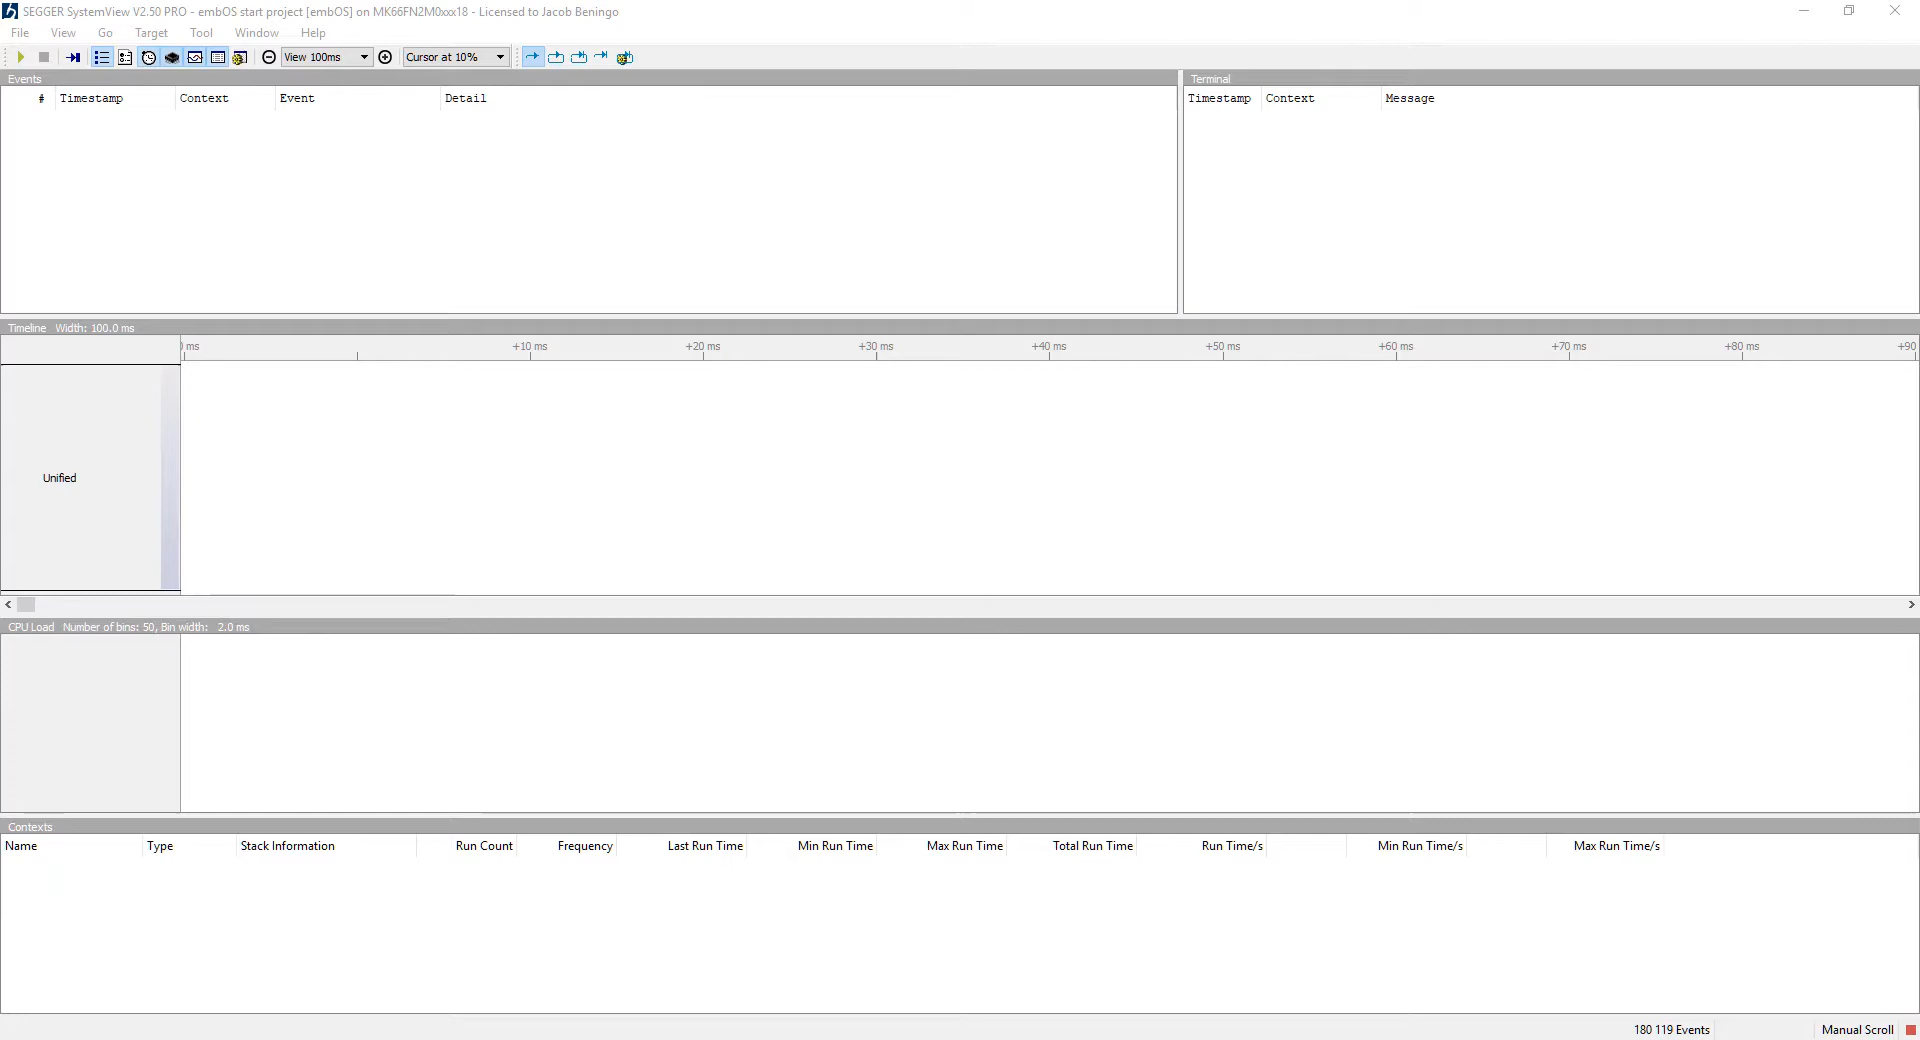 SEGGER SystemView V2.50 PRO - embOS start project [embOS] on MK66FN2M0xxx18 - Licensed to Jacob Beningo
File View Go Target Tool Window Help
View 100ms Cursor at 10%
Events
# Timestamp Context Event Detail
Terminal
Timestamp Context Message
Timeline Width: 100.0 ms
ms +10 ms +20 ms +30 ms +40 ms +50 ms +60 ms +70 ms +80 ms +90
Unified
CPU Load Number of bins: 50, Bin width: 2.0 ms
Contexts
Name Type Stack Information Run Count Frequency Last Run Time Min Run Time Max Run Time Total Run Time Run Time/s Min Run Time/s Max Run Time/s
180 119 Events Manual Scroll